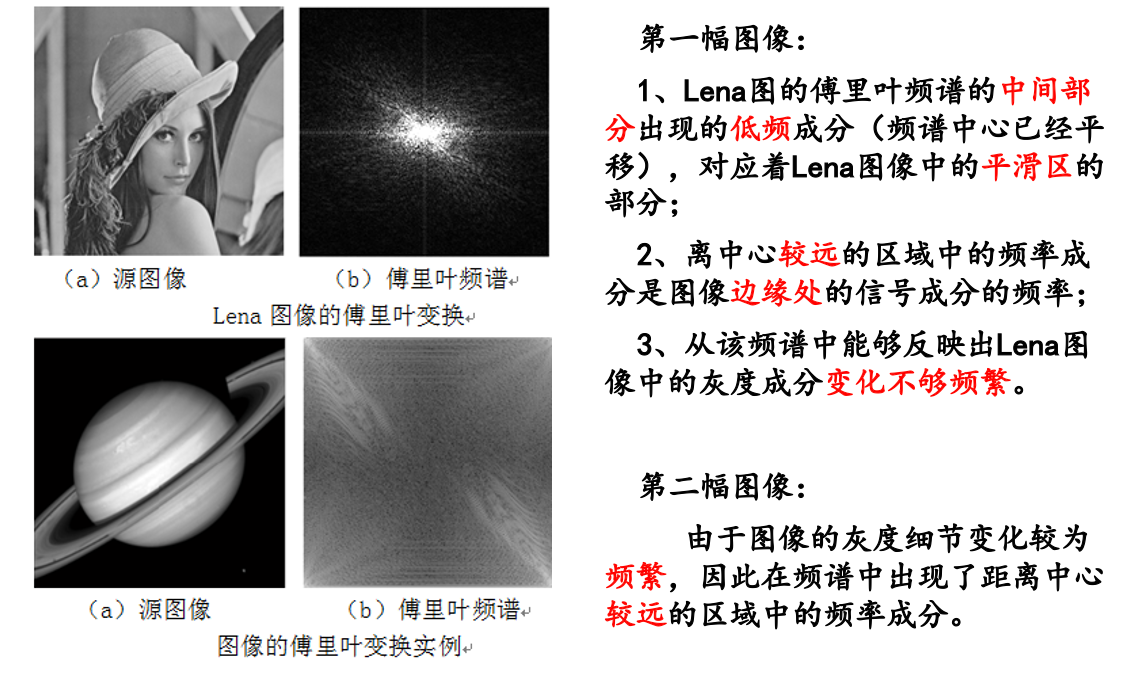 (a)源图像
(b)傅里叶频谱
Lena 图像的傅里叶变换
(a)源图像
(b)傅里叶频谱
图像的傅里叶变换实例
第一幅图像：
1、Lena图的傅里叶频谱的中间部
分出现的低频成分（频谱中心已经平
移），对应着Lena图像中的平滑区的
部分；
2、离中心较远的区域中的频率成
分是图像边缘处的信号成分的频率；
3、从该频谱中能够反映出Lena图
像中的灰度成分变化不够频繁。
第二幅图像：
由于图像的灰度细节变化较为
频繁，因此在频谱中出现了距离中心
较远的区域中的频率成分。